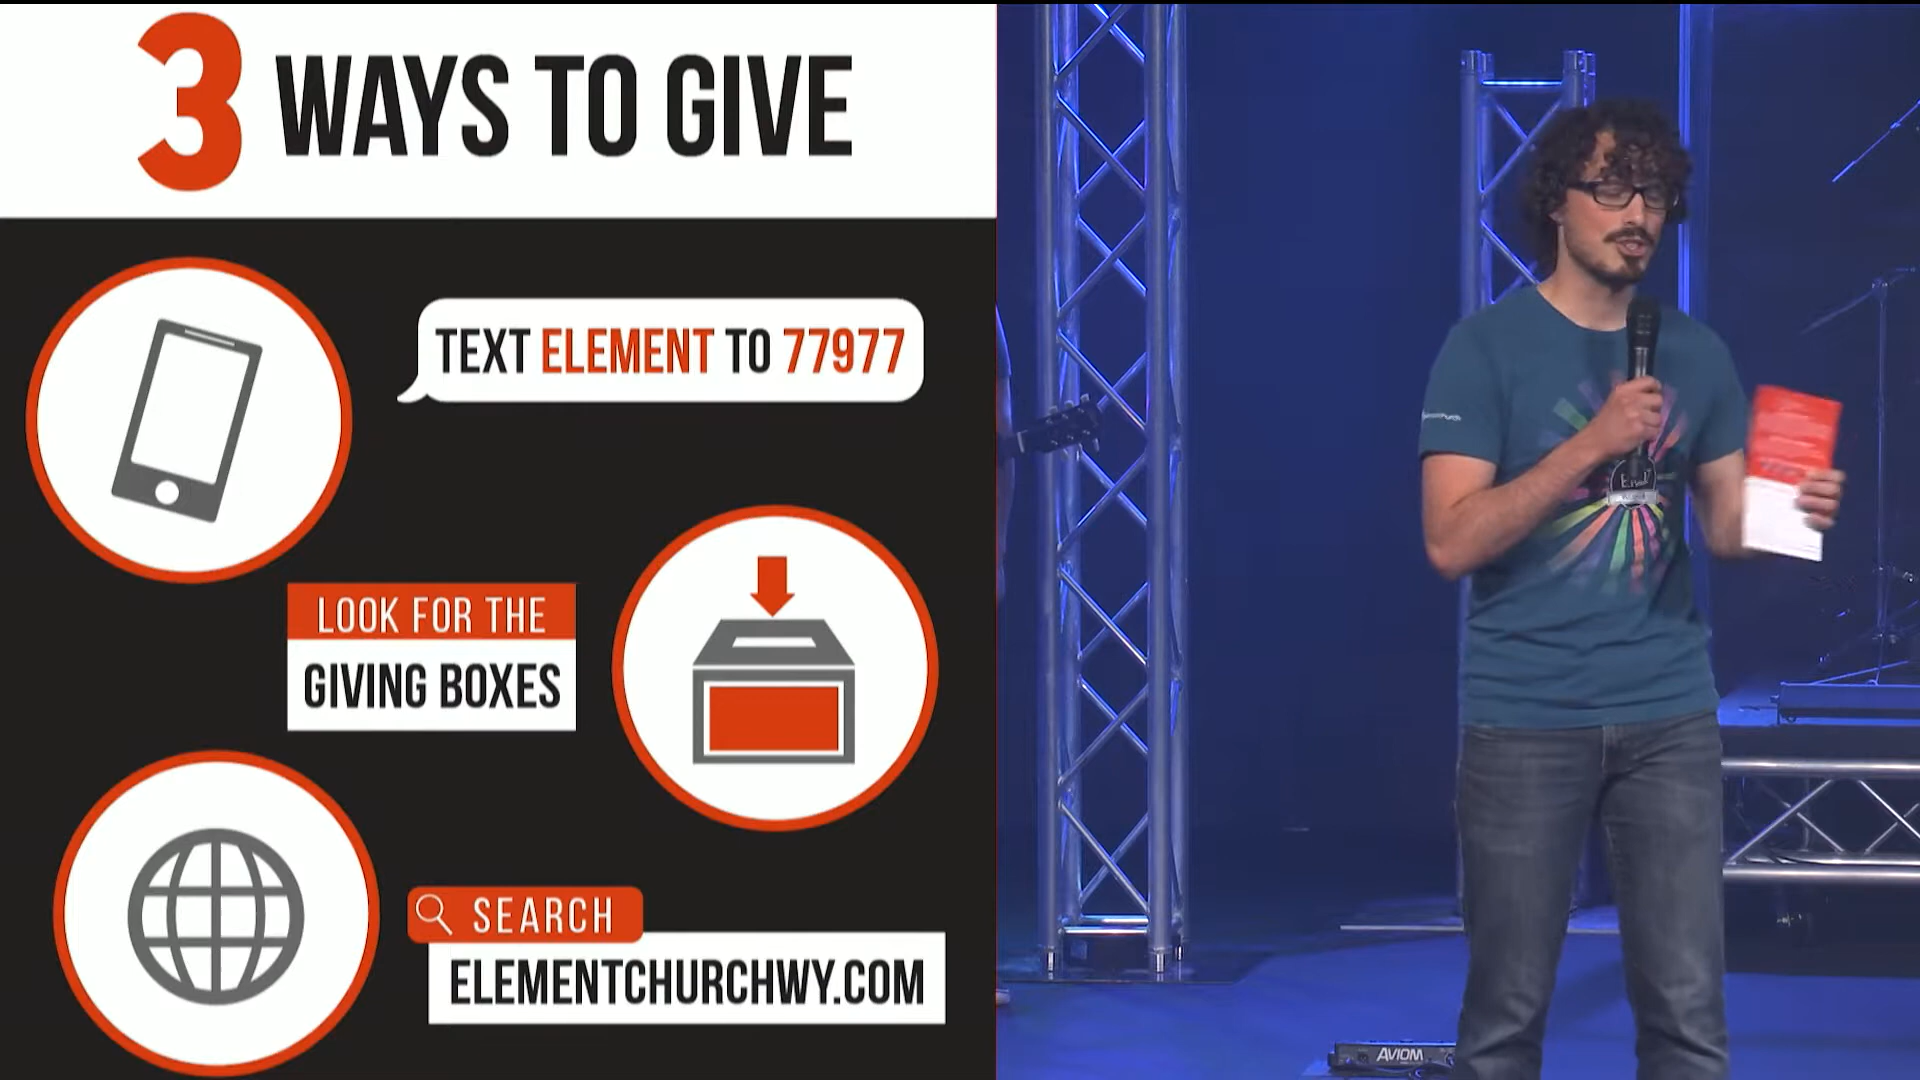 3 WAYS TO GIVE
TEXT ELEMENT TO 77977
LOOK FOR THE
GIVING BOXES
SEARCH
ELEMENTCHURCHWY.COM
AVIOM